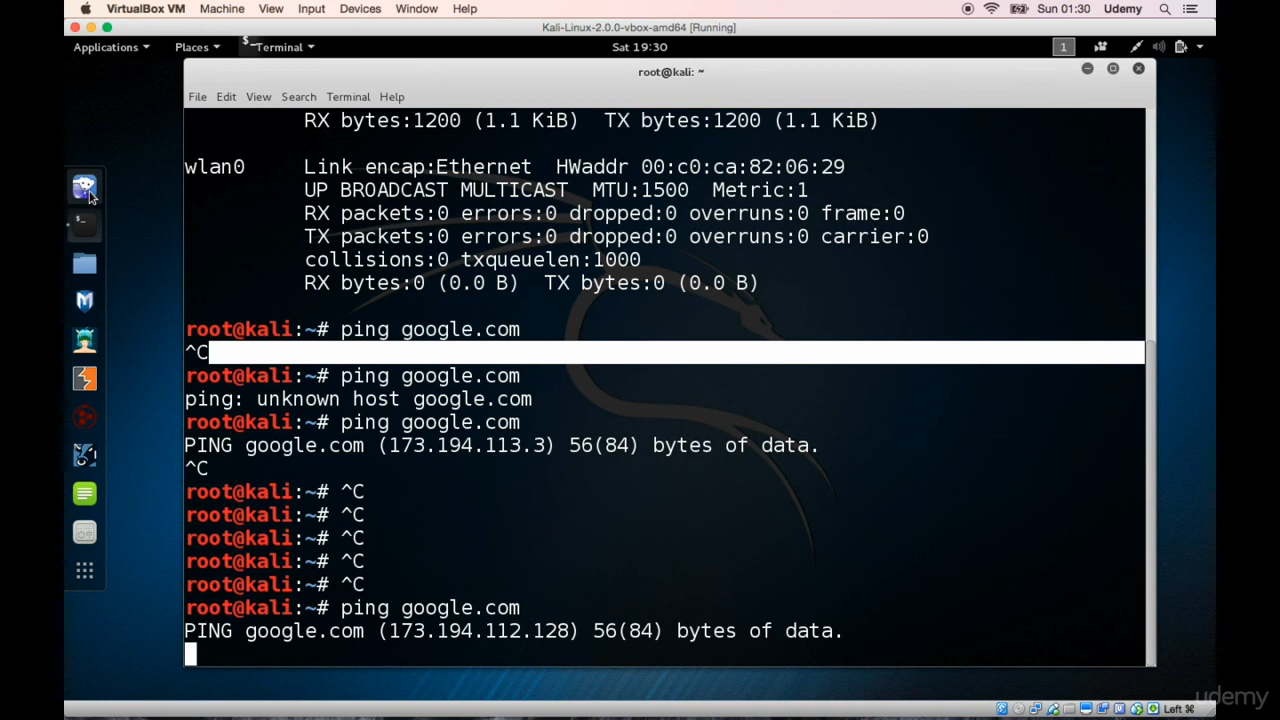 VirtualBox VM Machine View Input Devices Window Help Sun 01:30 Udemy
Kali-Linux-2.0.0-vbox-amd64 [Running]
Applications Places Terminal Sat 19:30 1
root@kali: ~
File Edit View Search Terminal Help
RX bytes:1200 (1.1 KiB) TX bytes:1200 (1.1 KiB)
wlan0 Link encap:Ethernet HWaddr 00:c0:ca:82:06:29
UP BROADCAST MULTICAST MTU:1500 Metric:1
RX packets:0 errors:0 dropped:0 overruns:0 frame:0
TX packets:0 errors:0 dropped:0 overruns:0 carrier:0
collisions:0 txqueuelen:1000
RX bytes:0 (0.0 B) TX bytes:0 (0.0 B)
root@kali:~# ping google.com
^C
root@kali:~# ping google.com
ping: unknown host google.com
root@kali:~# ping google.com
PING google.com (173.194.113.3) 56(84) bytes of data.
^C
root@kali:~# ^C
root@kali:~# ^C
root@kali:~# ^C
root@kali:~# ^C
root@kali:~# ^C
root@kali:~# ping google.com
PING google.com (173.194.112.128) 56(84) bytes of data.
udemy
Left ⌘